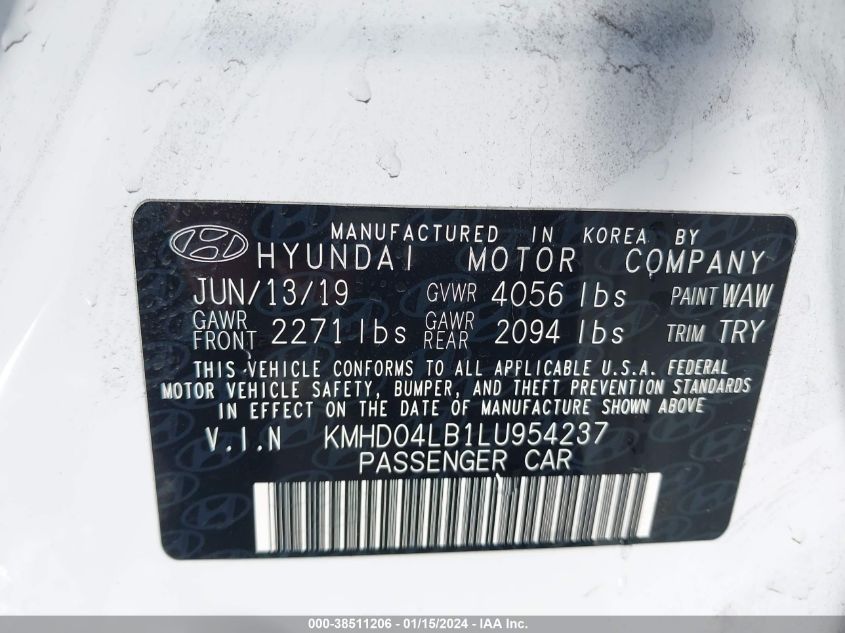 MANUFACTURED IN KOREA BY
HYUNDAI MOTOR COMPANY
JUN/13/19 GVWR 4056 lbs PAINT WAW
GAWR FRONT 2271 lbs GAWR REAR 2094 lbs TRIM TRY
THIS VEHICLE CONFORMS TO ALL APPLICABLE U.S.A. FEDERAL
MOTOR VEHICLE SAFETY, BUMPER, AND THEFT PREVENTION STANDARDS
IN EFFECT ON THE DATE OF MANUFACTURE SHOWN ABOVE
V.I.N KMHD04LB1LU954237
PASSENGER CAR
000-38511206 - 01/15/2024 - IAA Inc.